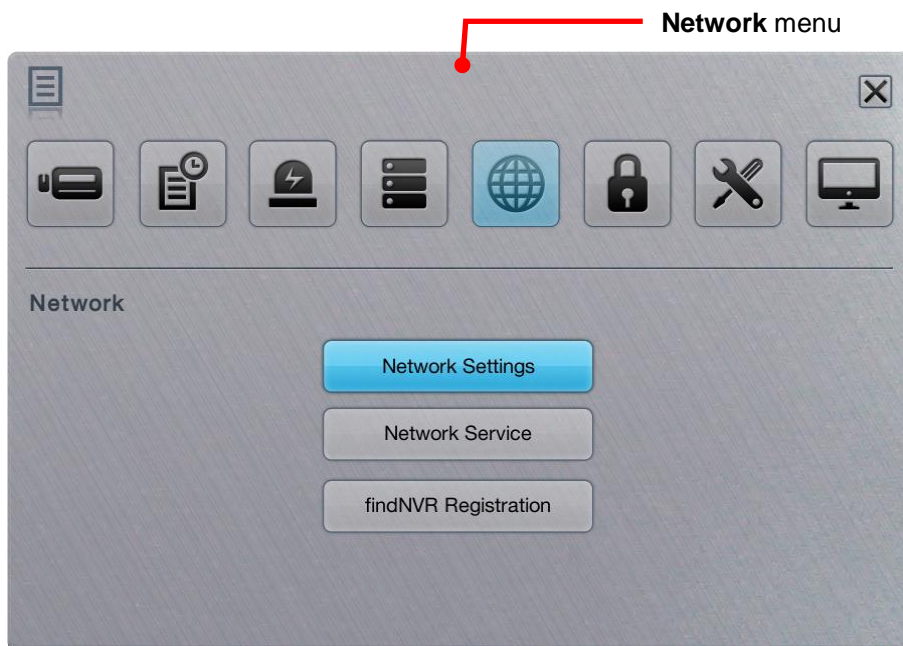 Network menu
Network
Network Settings
Network Service
findNVR Registration